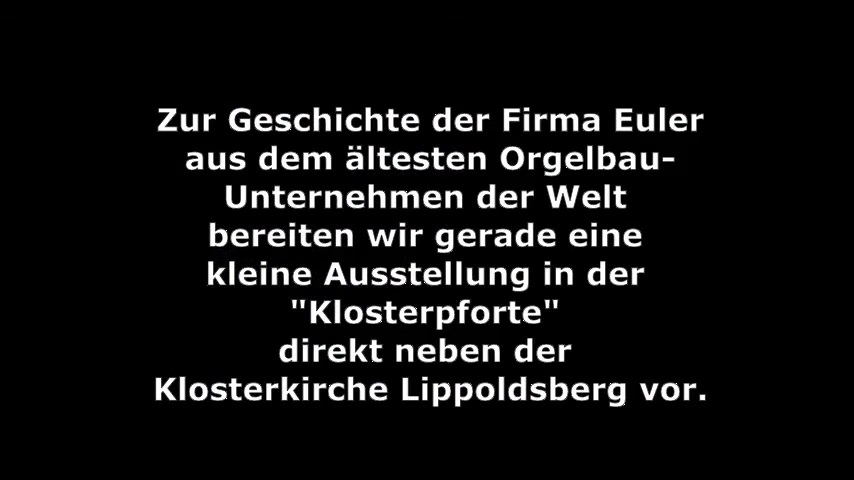 Zur Geschichte der Firma Euler
aus dem ältesten Orgelbau-
Unternehmen der Welt
bereiten wir gerade eine
kleine Ausstellung in der
"Klosterpforte"
direkt neben der
Klosterkirche Lippoldsberg vor.